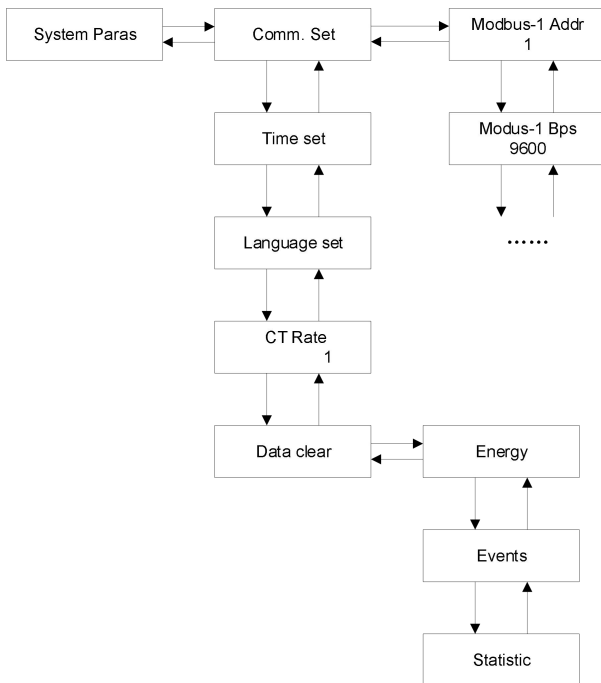 System Paras
Comm. Set
Modbus-1 Addr
1
Time set
Modus-1 Bps
9600
Language set
······
CT Rate
1
Data clear
Energy
Events
Statistic